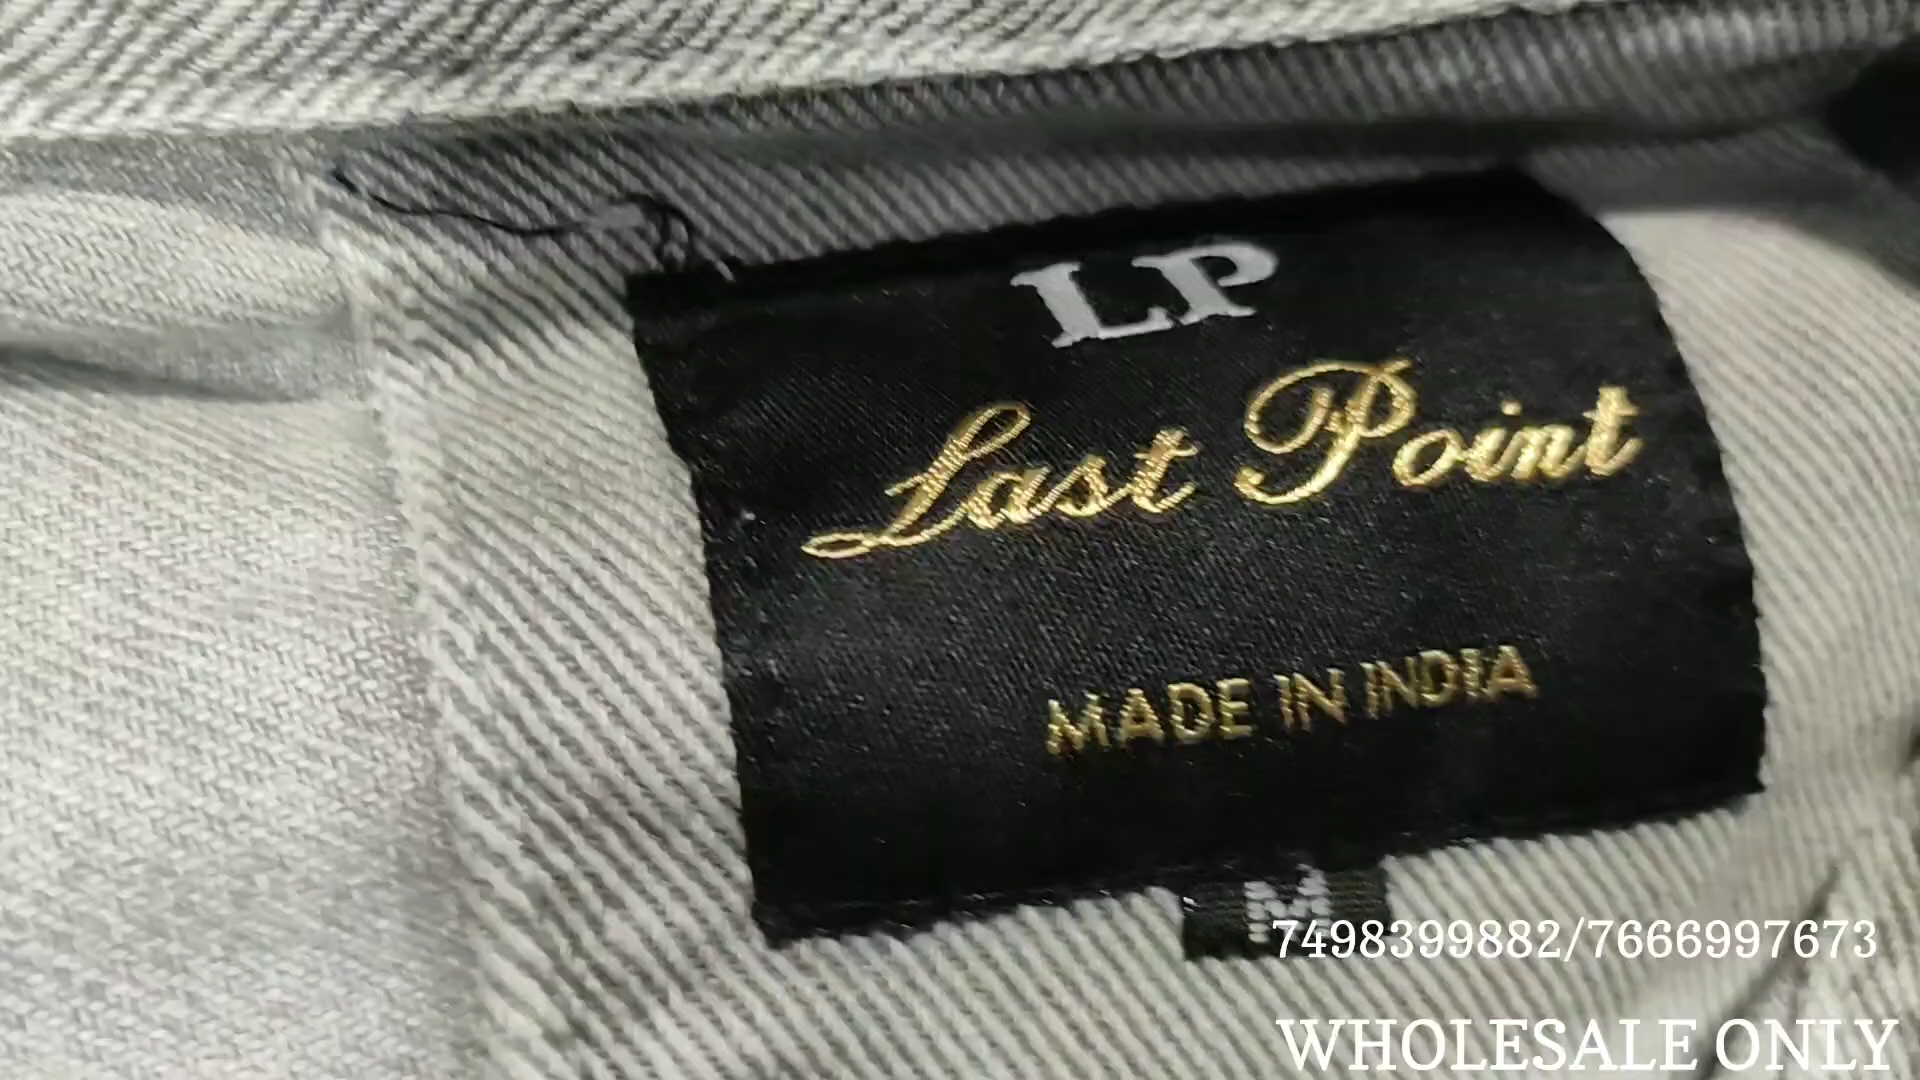 LP
Last Point
MADE IN INDIA
M
7498399882/7666997673
WHOLESALE ONLY